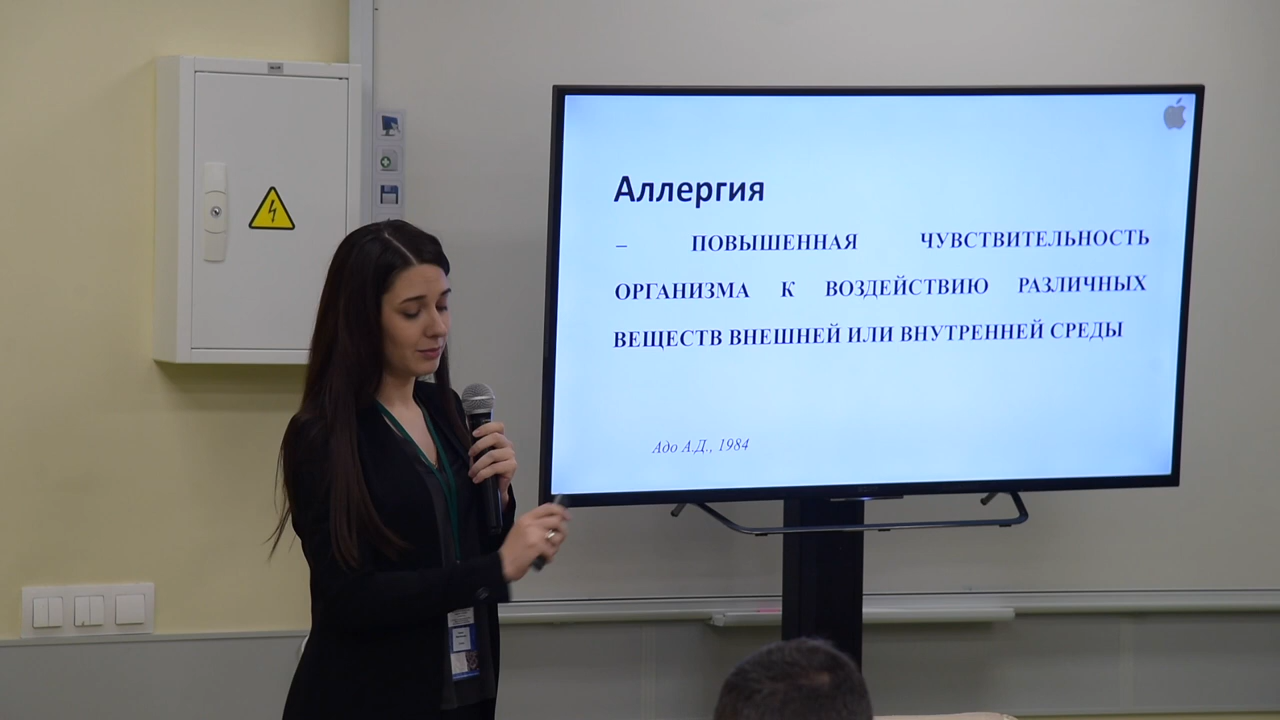 Аллергия
– ПОВЫШЕННАЯ ЧУВСТВИТЕЛЬНОСТЬ
ОРГАНИЗМА К ВОЗДЕЙСТВИЮ РАЗЛИЧНЫХ
ВЕЩЕСТВ ВНЕШНЕЙ ИЛИ ВНУТРЕННЕЙ СРЕДЫ
Адо А.Д., 1984